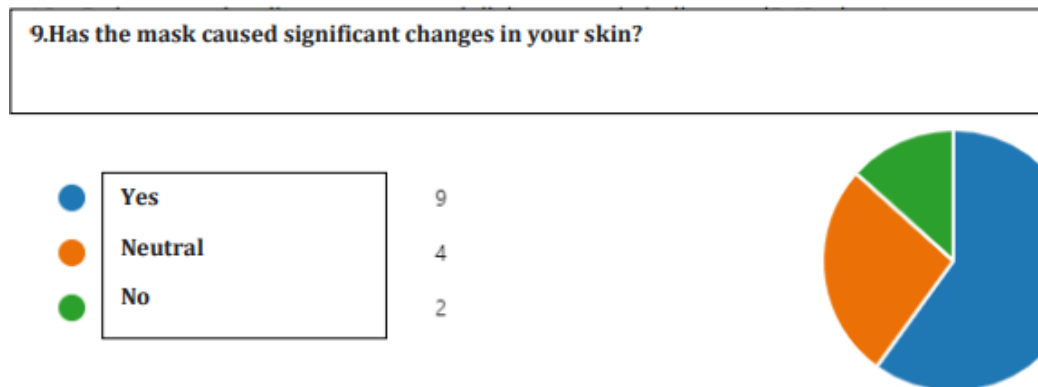 9.Has the mask caused significant changes in your skin?
Yes 9
Neutral 4
No 2